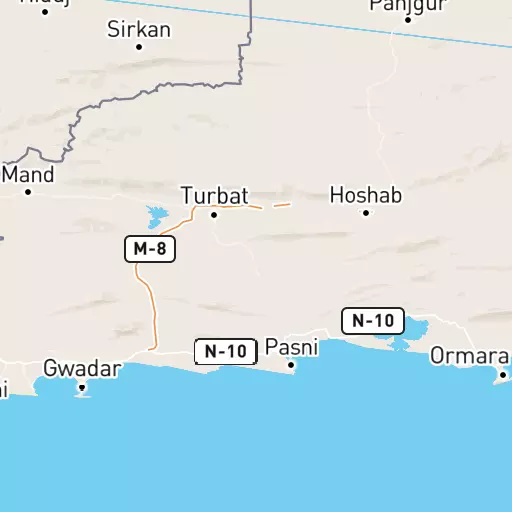 Panjgur
Sirkan
Mand
Turbat
Hoshab
M-8
N-10
N-10
Pasni
Ormara
Gwadar